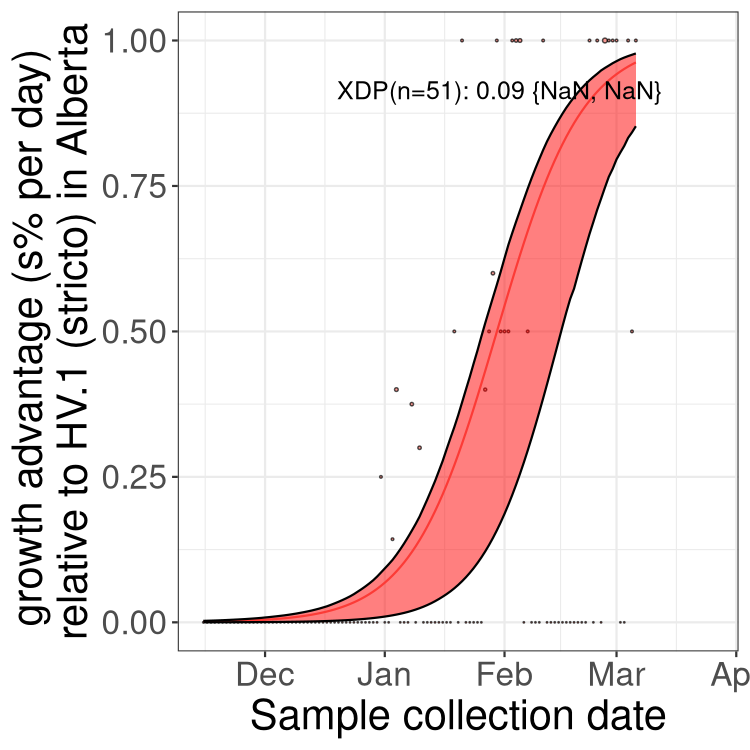 growth advantage (s% per day)
relative to HV.1 (stricto) in Alberta
1.00
0.75
0.50
0.25
0.00
XDP(n=51): 0.09 {NaN, NaN}
Dec Jan Feb Mar Ap
Sample collection date